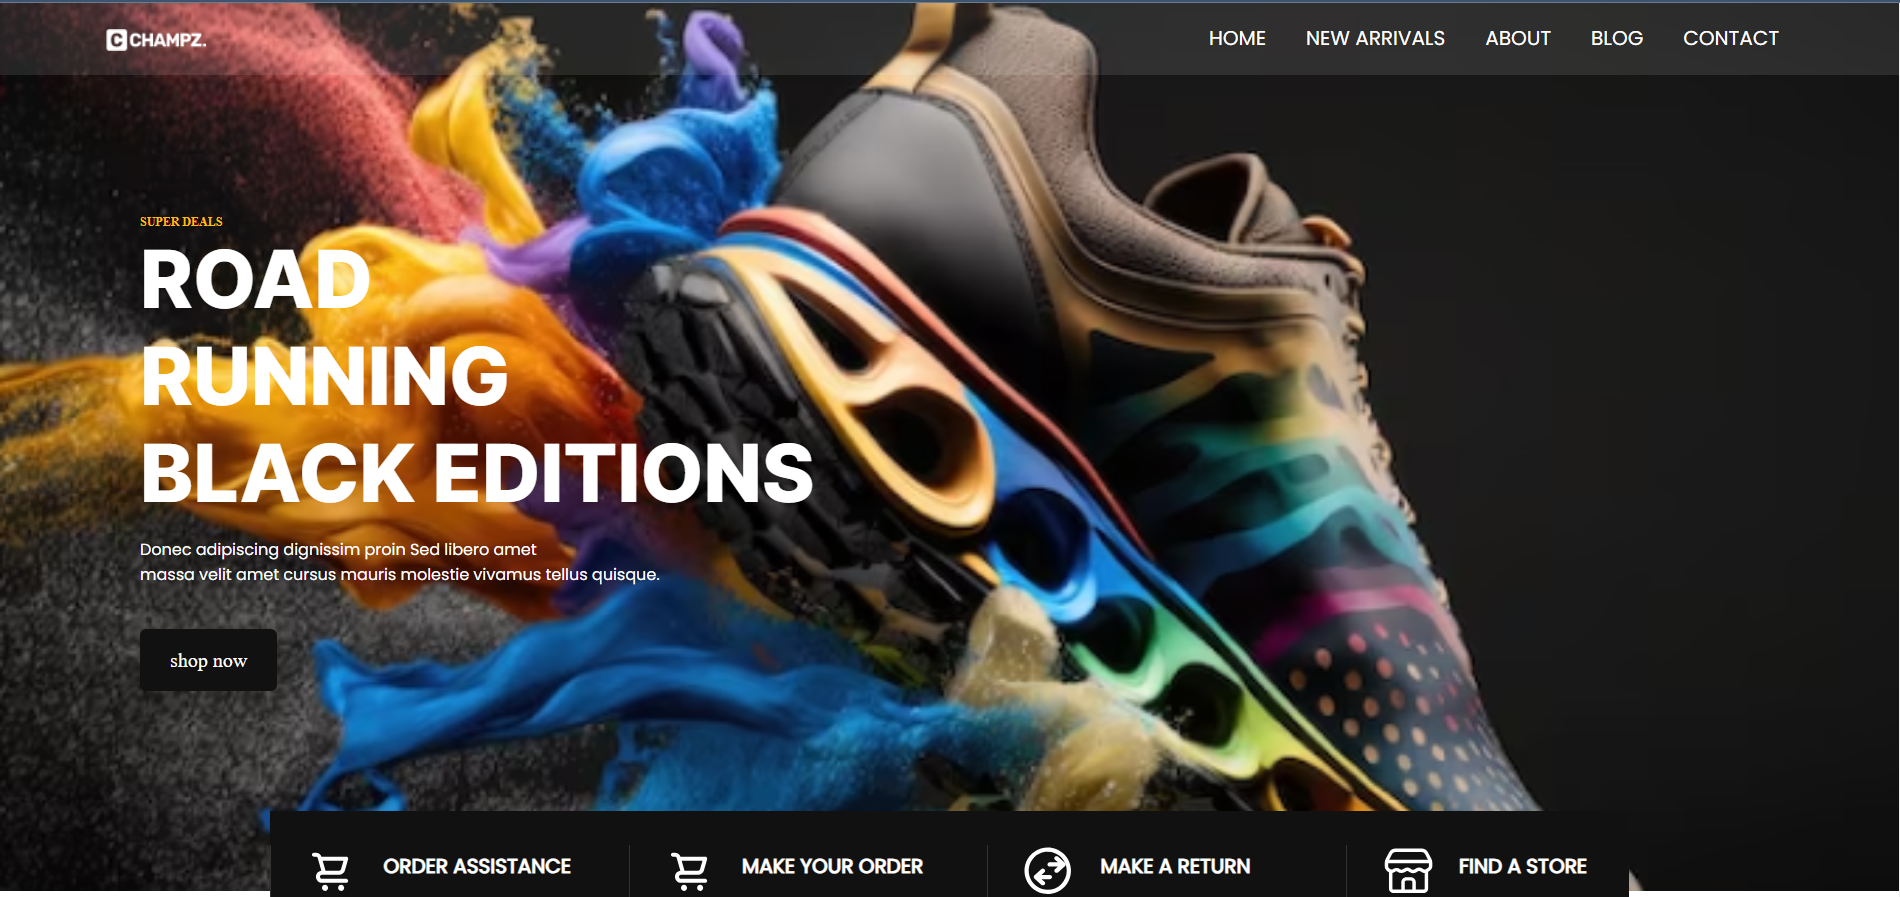 C CHAMPZ.
HOME NEW ARRIVALS ABOUT BLOG CONTACT
SUPER DEALS
ROAD
RUNNING
BLACK EDITIONS
Donec adipiscing dignissim proin Sed libero amet
massa velit amet cursus mauris molestie vivamus tellus quisque.
shop now
ORDER ASSISTANCE
MAKE YOUR ORDER
MAKE A RETURN
FIND A STORE